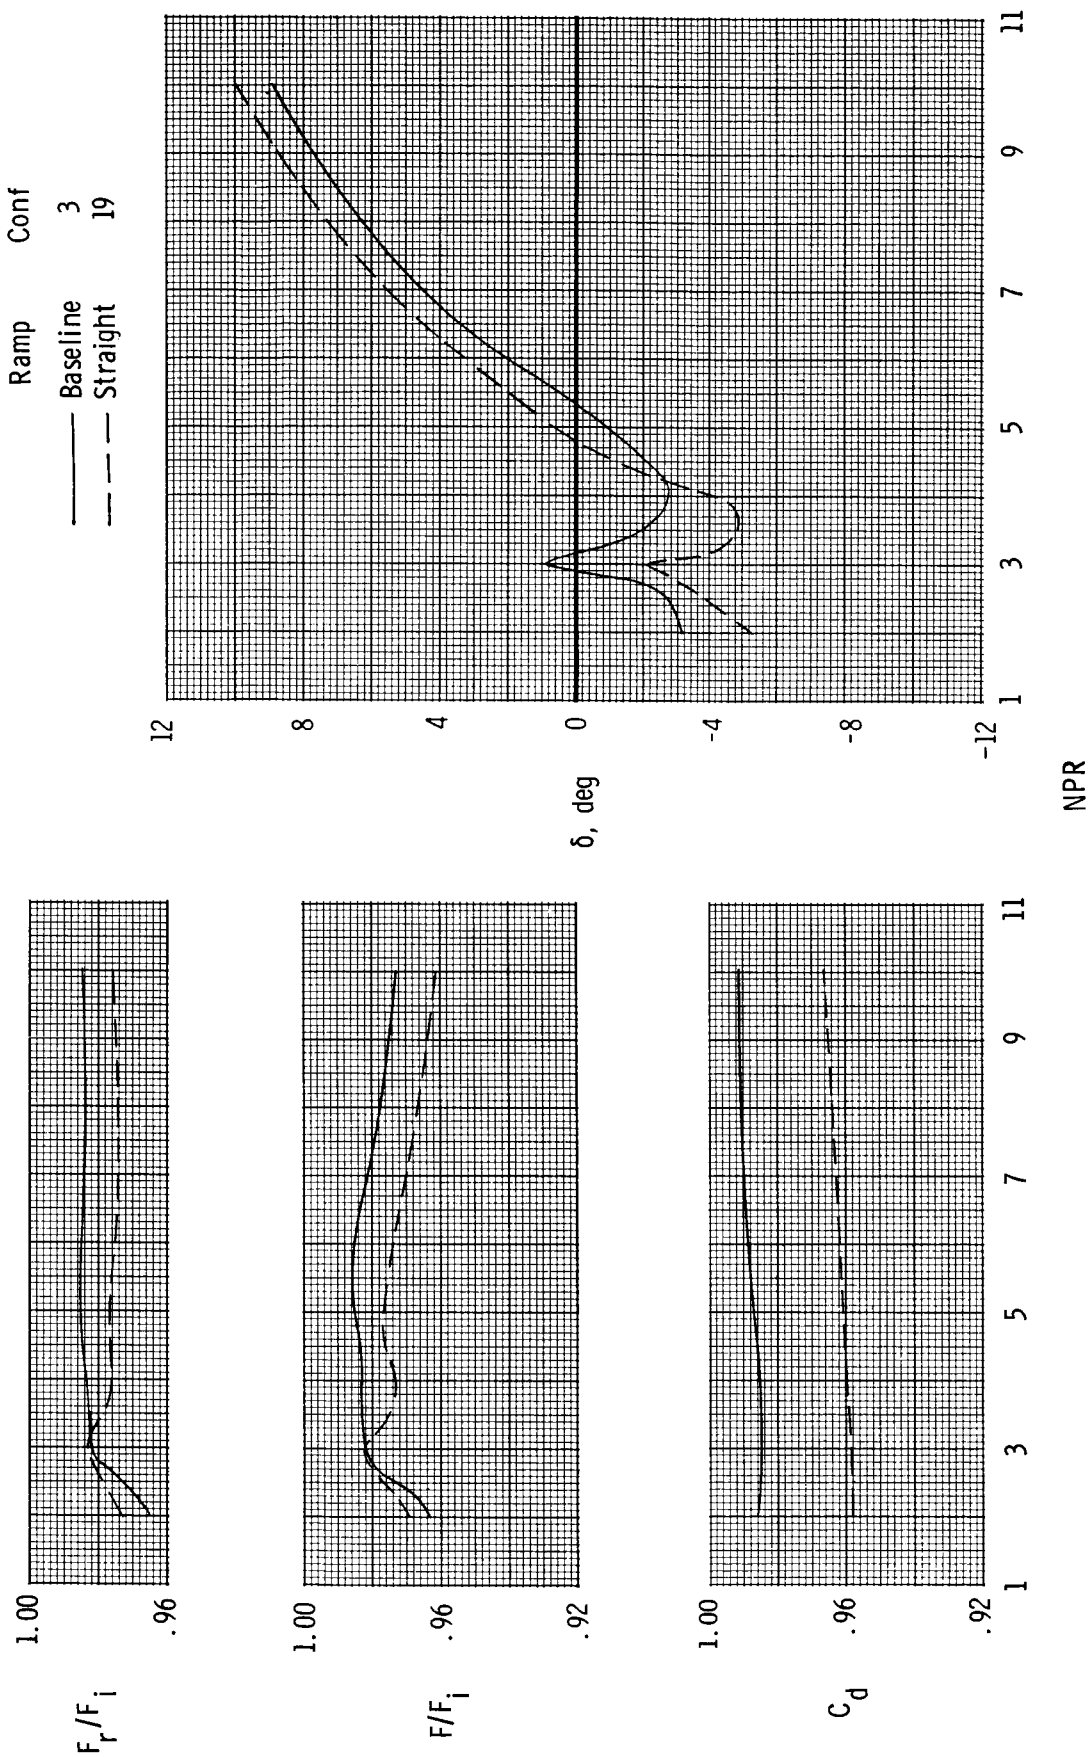 Ramp Conf
Baseline 3
Straight 19
F_r/F_i
1.00
.96
F/F_i
1.00
.96
.92
C_d
1.00
.96
.92
1 3 5 7 9 11
δ, deg
12
8
4
0
-4
-8
-12
1 3 5 7 9 11
NPR